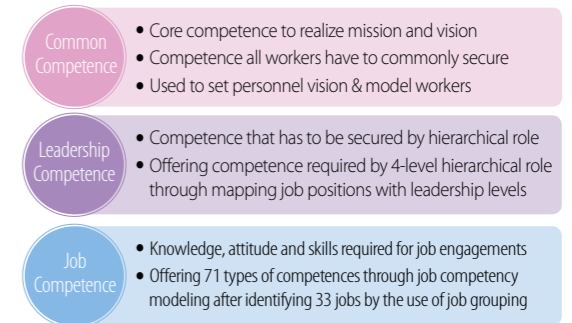 Common
Competence
• Core competence to realize mission and vision
• Competence all workers have to commonly secure
• Used to set personnel vision & model workers
Leadership
Competence
• Competence that has to be secured by hierarchical role
• Offering competence required by 4-level hierarchical role
through mapping job positions with leadership levels
Job
Competence
• Knowledge, attitude and skills required for job engagements
• Offering 71 types of competences through job competency
modeling after identifying 33 jobs by the use of job grouping